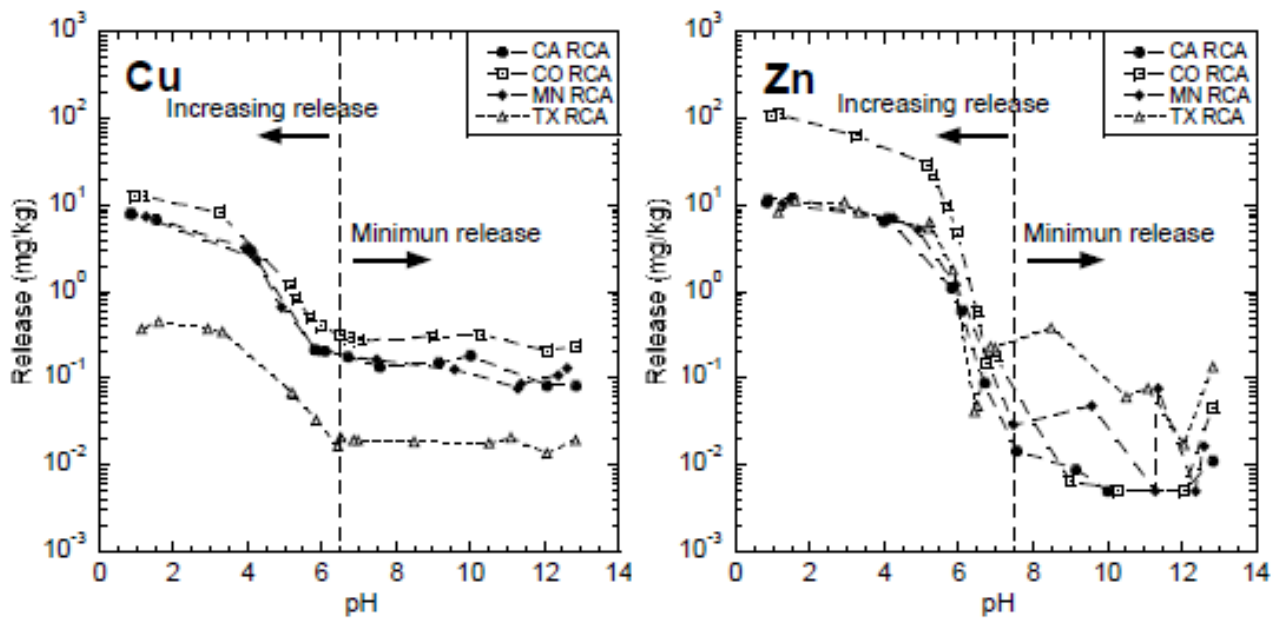 10³
10²
10¹
10⁰
10⁻¹
10⁻²
10⁻³
Release (mg/kg)
Cu
Increasing release
Minimun release
CA RCA
CO RCA
MN RCA
TX RCA
0 2 4 6 8 10 12 14
pH
10³
10²
10¹
10⁰
10⁻¹
10⁻²
10⁻³
Release (mg/kg)
Zn
Increasing release
Minimun release
CA RCA
CO RCA
MN RCA
TX RCA
0 2 4 6 8 10 12 14
pH